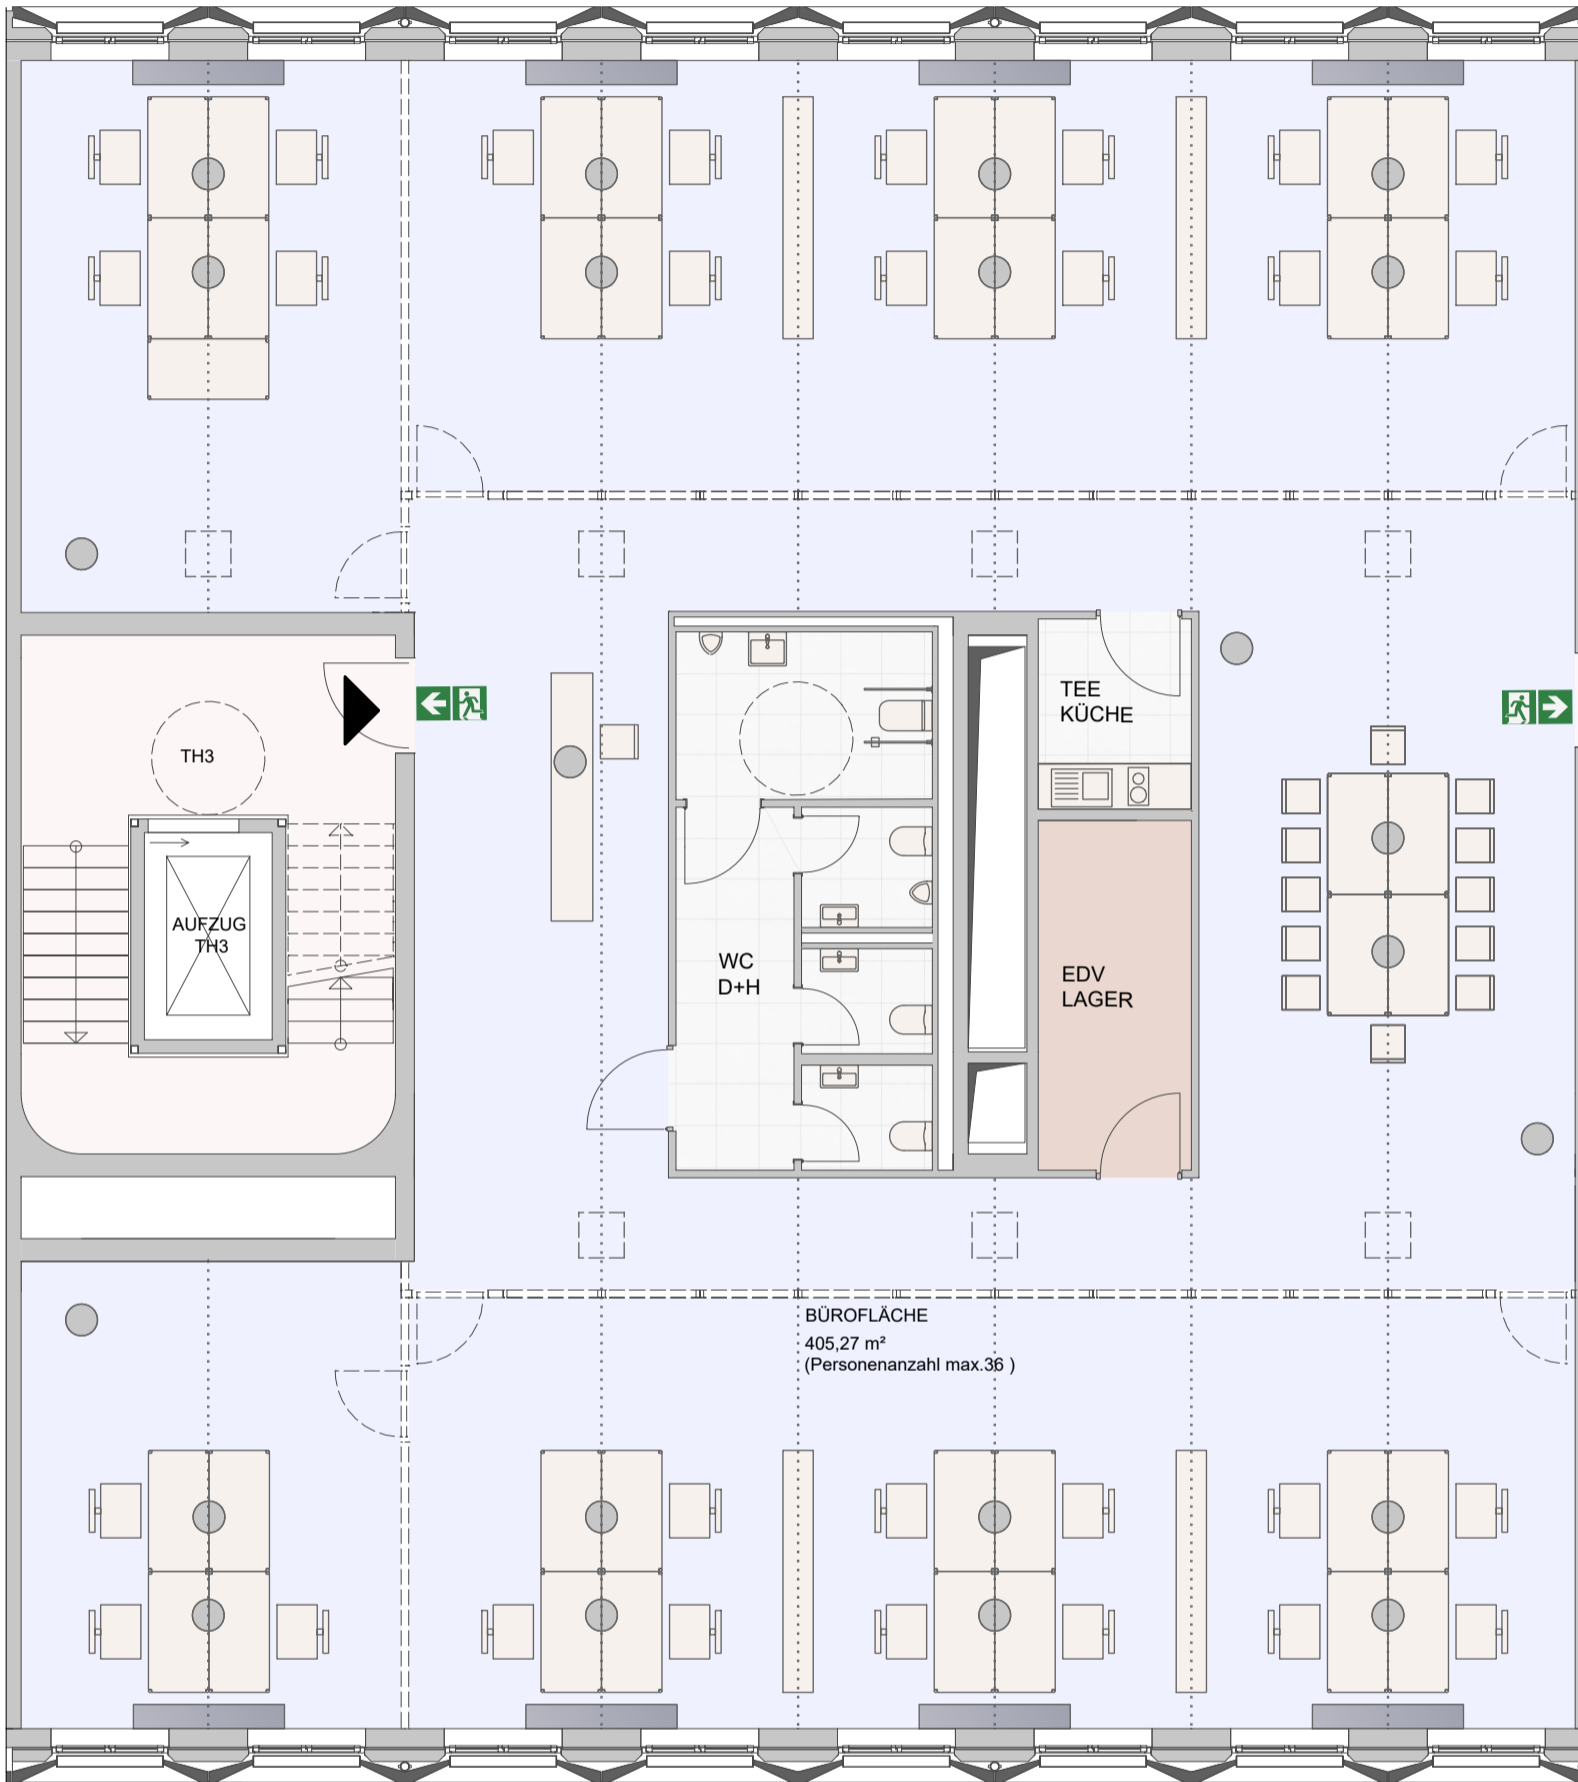 TEE
KÜCHE
TH3
AUFZUG
TH3
WC
D+H
EDV
LAGER
BÜROFLÄCHE
405,27 m²
(Personenanzahl max.36 )